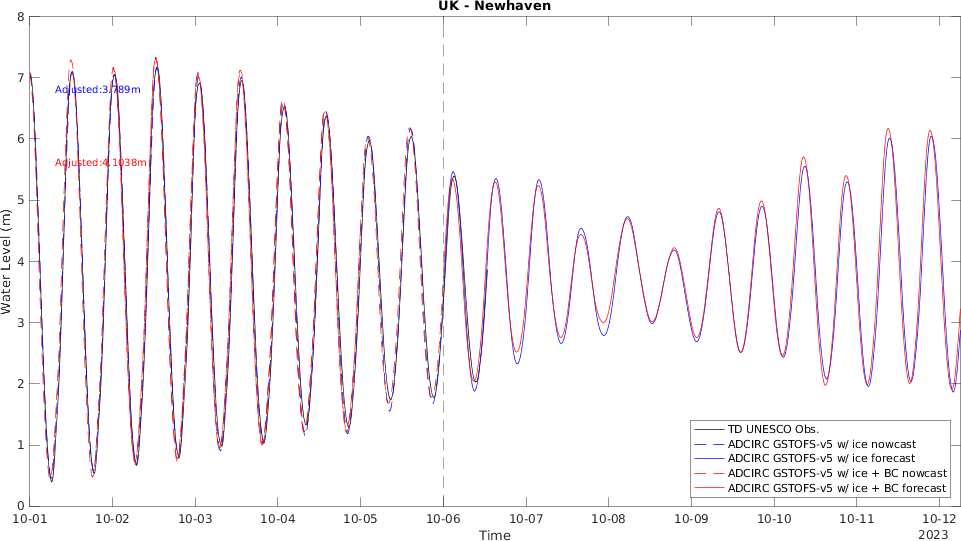 UK - Newhaven
8
7
6
5
4
3
2
1
0
Water Level (m)
Adjusted:3.789m
Adjusted:4.1038m
TD UNESCO Obs.
ADCIRC GSTOFS-v5 w/ ice nowcast
ADCIRC GSTOFS-v5 w/ ice forecast
ADCIRC GSTOFS-v5 w/ ice + BC nowcast
ADCIRC GSTOFS-v5 w/ ice + BC forecast
10-01 10-02 10-03 10-04 10-05 10-06 10-07 10-08 10-09 10-10 10-11 10-12
Time
2023